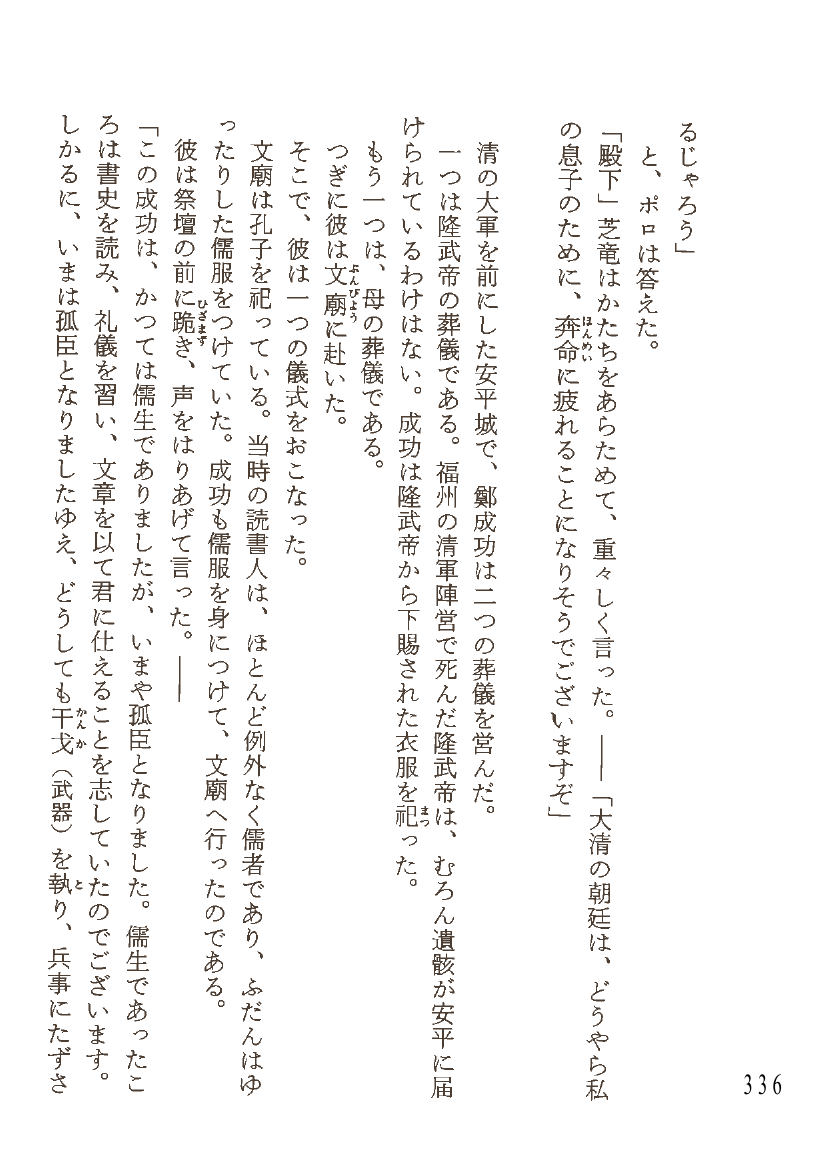 るじゃろう」
と、ポロは答えた。
「殿下」芝竜はかたちをあらためて、重々しく言った。――「大清の朝廷は、どうやら私
の息子のために、奔命に疲れることになりそうでございますぞ」
清の大軍を前にした安平城で、鄭成功は二つの葬儀を営んだ。
一つは隆武帝の葬儀である。福州の清軍陣営で死んだ隆武帝は、むろん遺骸が安平に届
けられているわけはない。成功は隆武帝から下賜された衣服を祀った。
もう一つは、母の葬儀である。
つぎに彼は文廟に赴いた。
そこで、彼は一つの儀式をおこなった。
文廟は孔子を祀っている。当時の読書人は、ほとんど例外なく儒者であり、ふだんはゆ
ったりした儒服をつけていた。成功も儒服を身につけて、文廟へ行ったのである。
彼は祭壇の前に跪き、声をはりあげて言った。――
「この成功は、かつては儒生でありましたが、いまや孤臣となりました。儒生であったこ
ろは書史を読み、礼儀を習い、文章を以て君に仕えることを志していたのでございます。
しかるに、いまは孤臣となりましたゆえ、どうしても干戈（武器）を執り、兵事にたずさ
336